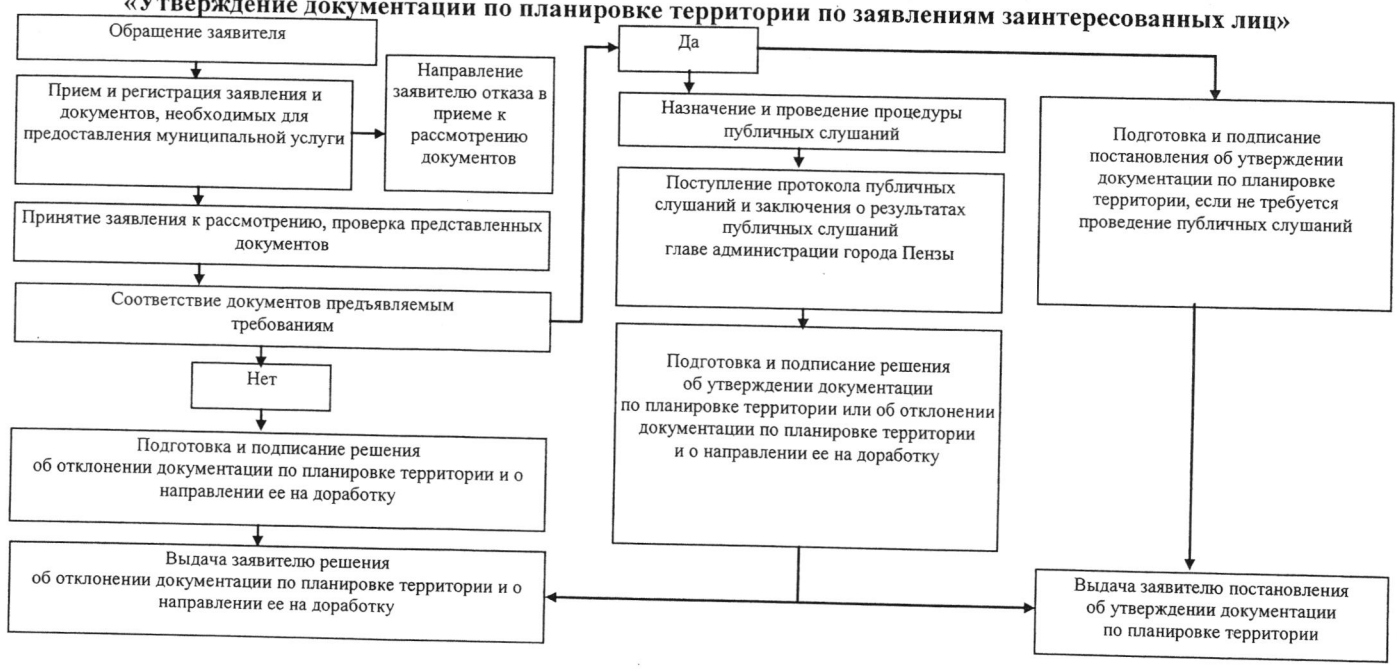 «Утверждение документации по планировке территории по заявлениям заинтересованных лиц»
Обращение заявителя
Прием и регистрация заявления и
документов, необходимых для
предоставления муниципальной услуги
Направление
заявителю отказа в
приеме к
рассмотрению
документов
Принятие заявления к рассмотрению, проверка представленных
документов
Соответствие документов предъявляемым
требованиям
Нет
Подготовка и подписание решения
об отклонении документации по планировке территории и о
направлении ее на доработку
Выдача заявителю решения
об отклонении документации по планировке территории и о
направлении ее на доработку
Да
Назначение и проведение процедуры
публичных слушаний
Поступление протокола публичных
слушаний и заключения о результатах
публичных слушаний
главе администрации города Пензы
Подготовка и подписание решения
об утверждении документации
по планировке территории или об отклонении
документации по планировке территории
и о направлении ее на доработку
Подготовка и подписание
постановления об утверждении
документации по планировке
территории, если не требуется
проведение публичных слушаний
Выдача заявителю постановления
об утверждении документации
по планировке территории